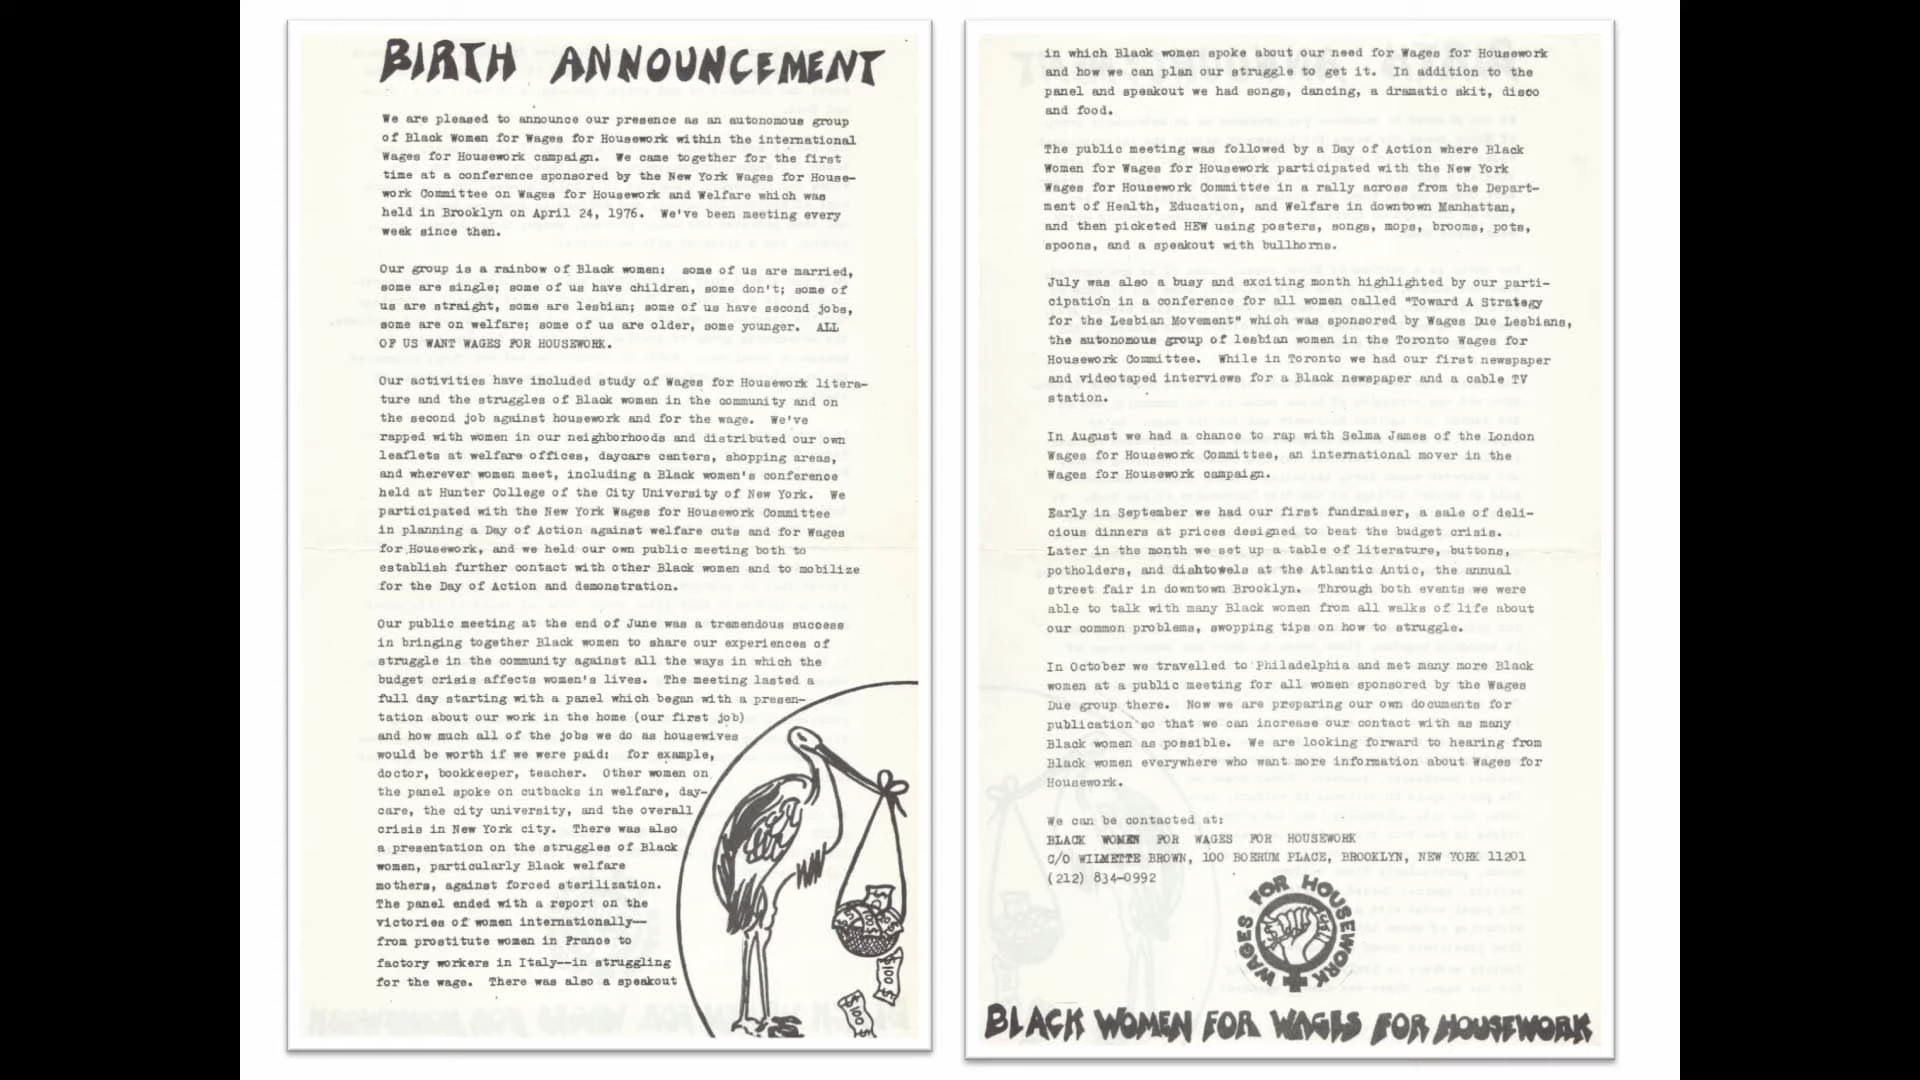 BIRTH ANNOUNCEMENT
We are pleased to announce our presence as an autonomous group
of Black Women for Wages for Housework within the international
Wages for Housework campaign. We came together for the first
time at a conference sponsored by the New York Wages for House-
work Committee on Wages for Housework and Welfare which was
held in Brooklyn on April 24, 1976. We've been meeting every
week since then.
Our group is a rainbow of Black women: some of us are married,
some are single; some of us have children, some don't; some of
us are straight, some are lesbian; some of us have second jobs,
some are on welfare; some of us are older, some younger. ALL
OF US WANT WAGES FOR HOUSEWORK.
Our activities have included study of Wages for Housework litera-
ture and the struggles of Black women in the community and on
the second job against housework and for the wage. We've
rapped with women in our neighborhoods and distributed our own
leaflets at welfare offices, daycare centers, shopping areas,
and wherever women meet, including a Black women's conference
held at Hunter College of the City University of New York. We
participated with the New York Wages for Housework Committee
in planning a Day of Action against welfare cuts and for Wages
for Housework, and we held our own public meeting both to
establish further contact with other Black women and to mobilize
for the Day of Action and demonstration.
Our public meeting at the end of June was a tremendous success
in bringing together Black women to share our experiences of
struggle in the community against all the ways in which the
budget crisis affects women's lives. The meeting lasted a
full day starting with a panel which began with a presen-
tation about our work in the home (our first job)
and how much all of the jobs we do as housewives
would be worth if we were paid: for example,
doctor, bookkeeper, teacher. Other women on
the panel spoke on cutbacks in welfare, day-
care, the city university, and the overall
crisis in New York city. There was also
a presentation on the struggles of Black
women, particularly Black welfare
mothers, against forced sterilization.
The panel ended with a report on the
victories of women internationally--
from prostitute women in France to
factory workers in Italy--in struggling
for the wage. There was also a speakout
$100$
$100$
in which Black women spoke about our need for Wages for Housework
and how we can plan our struggle to get it. In addition to the
panel and speakout we had songs, dancing, a dramatic skit, disco
and food.
The public meeting was followed by a Day of Action where Black
Women for Wages for Housework participated with the New York
Wages for Housework Committee in a rally across from the Depart-
ment of Health, Education, and Welfare in downtown Manhattan,
and then picketed HEW using posters, songs, mops, brooms, pots,
spoons, and a speakout with bullhorns.
July was also a busy and exciting month highlighted by our parti-
cipation in a conference for all women called "Toward A Strategy
for the Lesbian Movement" which was sponsored by Wages Due Lesbians,
the autonomous group of lesbian women in the Toronto Wages for
Housework Committee. While in Toronto we had our first newspaper
and videotaped interviews for a Black newspaper and a cable TV
station.
In August we had a chance to rap with Selma James of the London
Wages for Housework Committee, an international mover in the
Wages for Housework campaign.
Early in September we had our first fundraiser, a sale of deli-
cious dinners at prices designed to beat the budget crisis.
Later in the month we set up a table of literature, buttons,
potholders, and dishtowels at the Atlantic Antic, the annual
street fair in downtown Brooklyn. Through both events we were
able to talk with many Black women from all walks of life about
our common problems, swopping tips on how to struggle.
In October we travelled to Philadelphia and met many more Black
women at a public meeting for all women sponsored by the Wages
Due group there. Now we are preparing our own documents for
publication so that we can increase our contact with as many
Black women as possible. We are looking forward to hearing from
Black women everywhere who want more information about Wages for
Housework.
We can be contacted at:
BLACK WOMEN FOR WAGES FOR HOUSEWORK
C/O WILMETTE BROWN, 100 BOERUM PLACE, BROOKLYN, NEW YORK 11201
(212) 834-0992
WAGES FOR HOUSEWORK
BLACK WOMEN FOR WAGES FOR HOUSEWORK